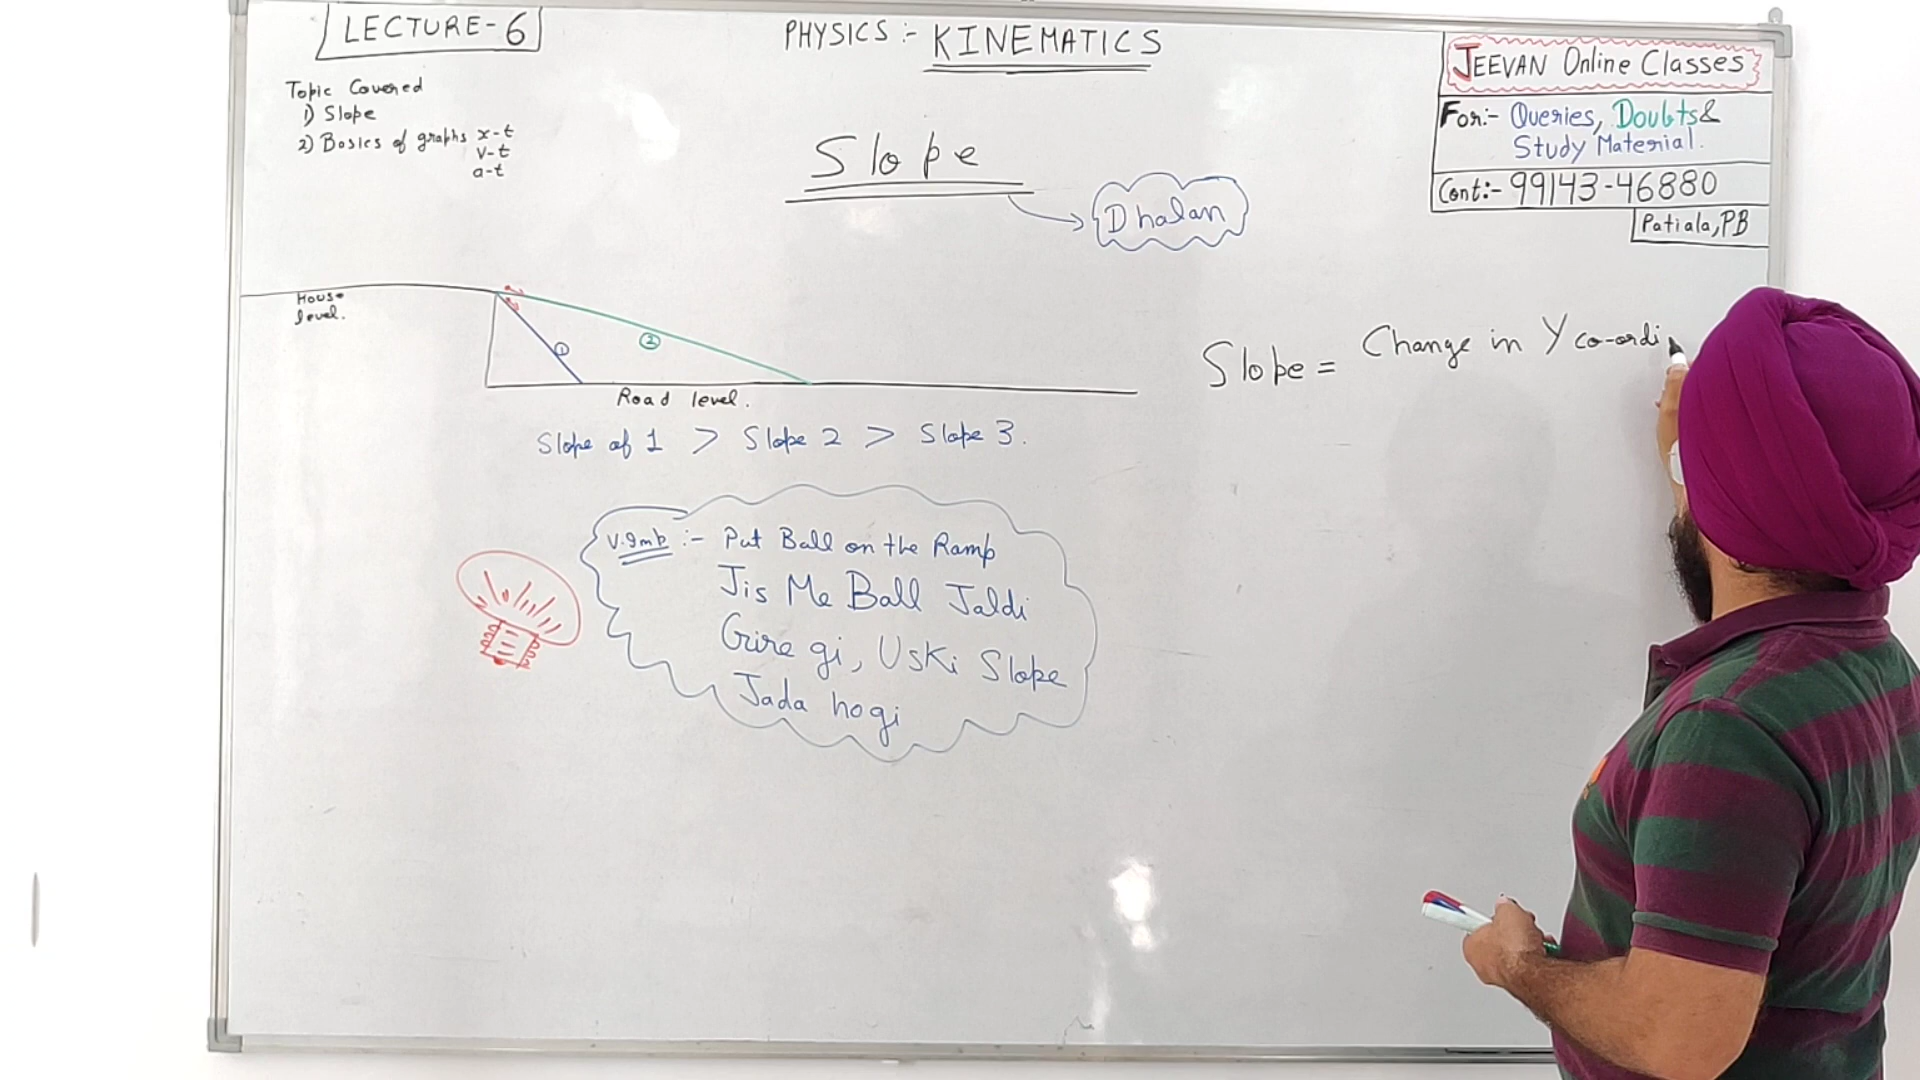 LECTURE-6
PHYSICS :- KINEMATICS
Topic Covered
1) Slope
2) Basics of graphs x-t
v-t
a-t
Slope
Dhalan
JEEVAN Online Classes
For:- Queries, Doubts &
Study Material.
Cont:- 99143-46880
Patiala, PB
House
level.
1
2
Road level.
Slope of 1 > Slope 2 > Slope 3.
Slope = Change in Y co-ordi
V. Imp :- Put Ball on the Ramp
Jis Me Ball Jaldi
Gire gi, Uski Slope
Jada hogi